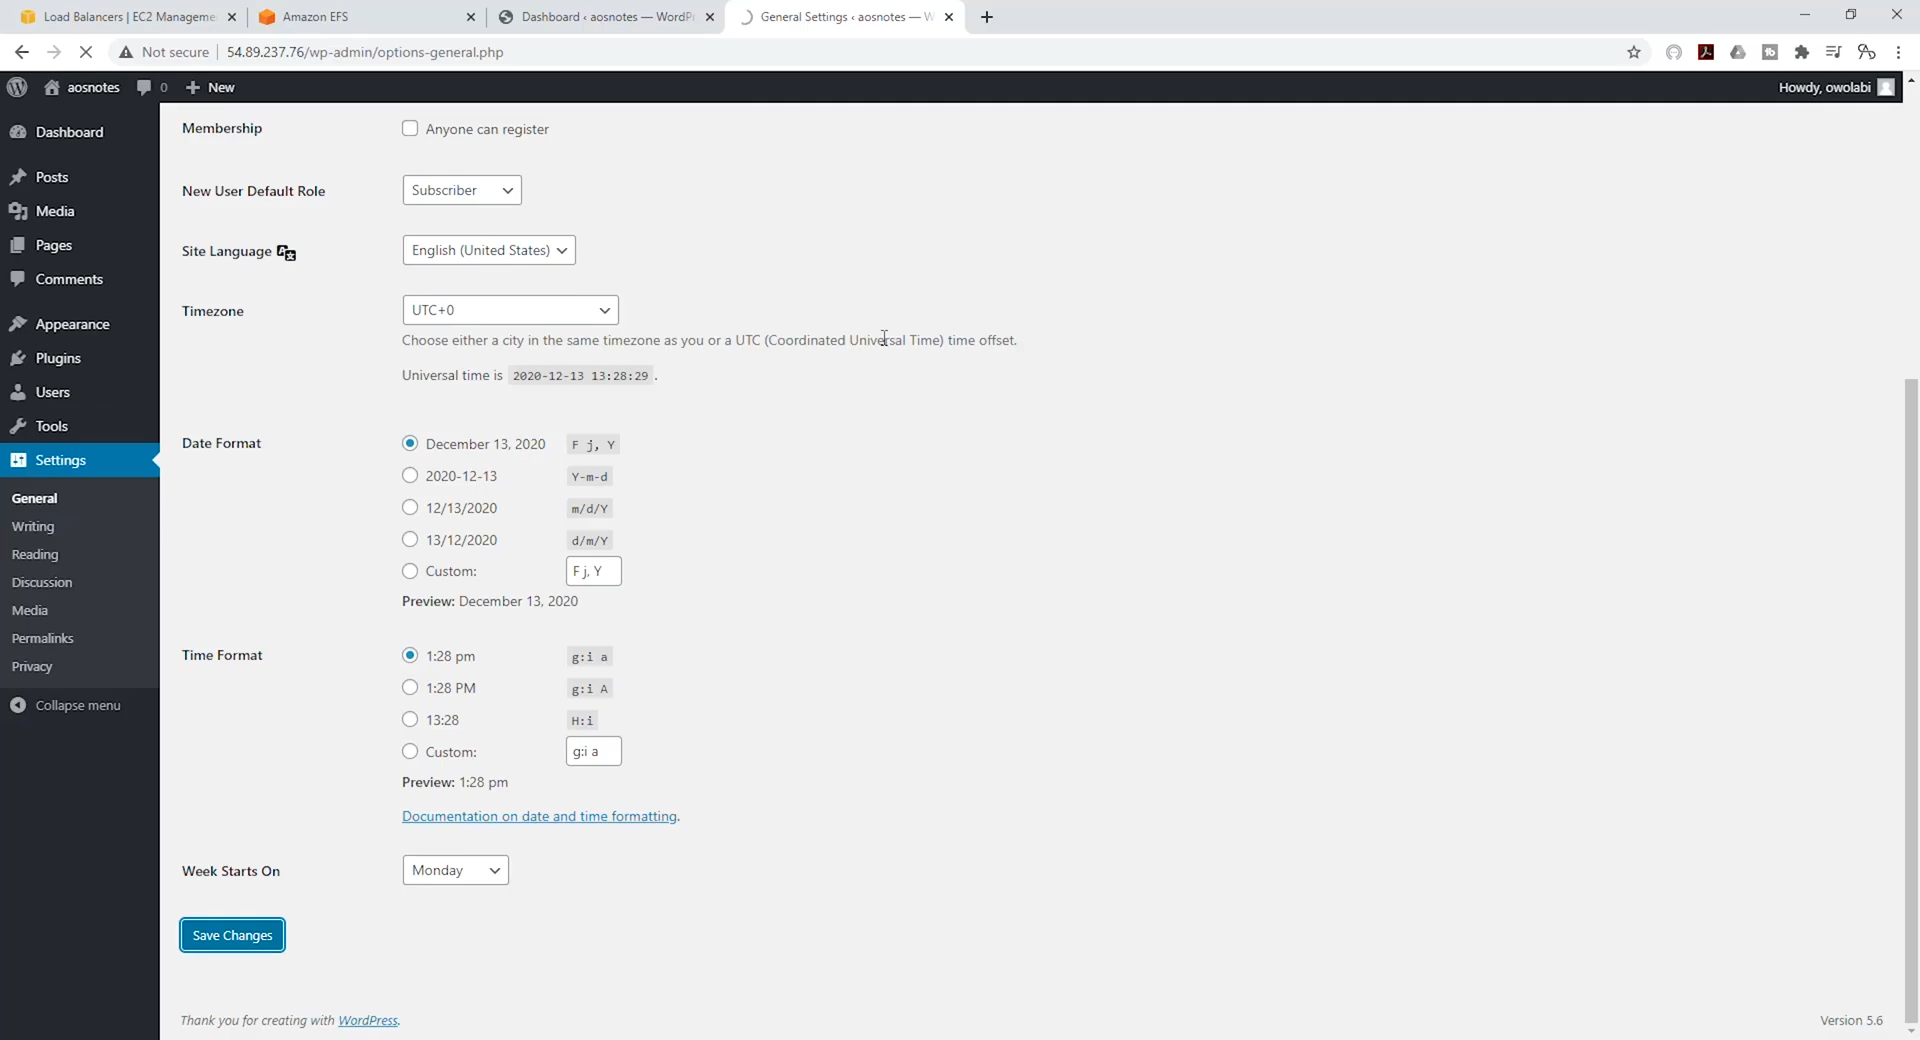 Load Balancers | EC2 Manageme
Amazon EFS
Dashboard ‹ aosnotes — WordPr
General Settings ‹ aosnotes — W
Not secure
54.89.237.76/wp-admin/options-general.php
aosnotes
0
New
Howdy, owolabi
Dashboard
Posts
Media
Pages
Comments
Appearance
Plugins
Users
Tools
Settings
General
Writing
Reading
Discussion
Media
Permalinks
Privacy
Collapse menu
Membership
Anyone can register
New User Default Role
Subscriber
Site Language
English (United States)
Timezone
UTC+0
Choose either a city in the same timezone as you or a UTC (Coordinated Universal Time) time offset.
Universal time is 2020-12-13 13:28:29 .
Date Format
December 13, 2020 F j, Y
2020-12-13 Y-m-d
12/13/2020 m/d/Y
13/12/2020 d/m/Y
Custom: F j, Y
Preview: December 13, 2020
Time Format
1:28 pm g:i a
1:28 PM g:i A
13:28 H:i
Custom: g:i a
Preview: 1:28 pm
Documentation on date and time formatting.
Week Starts On
Monday
Save Changes
Thank you for creating with WordPress.
Version 5.6